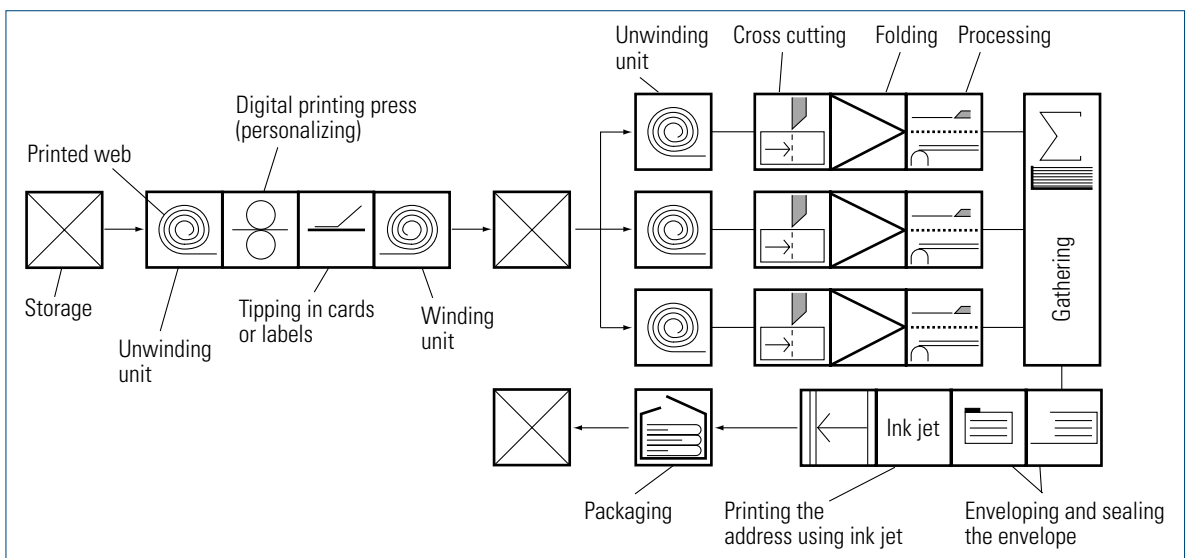 Unwinding
unit
Cross cutting
Folding
Processing
Digital printing press
(personalizing)
Printed web
Storage
Unwinding
unit
Tipping in cards
or labels
Winding
unit
Gathering
Ink jet
Packaging
Printing the
address using ink jet
Enveloping and sealing
the envelope